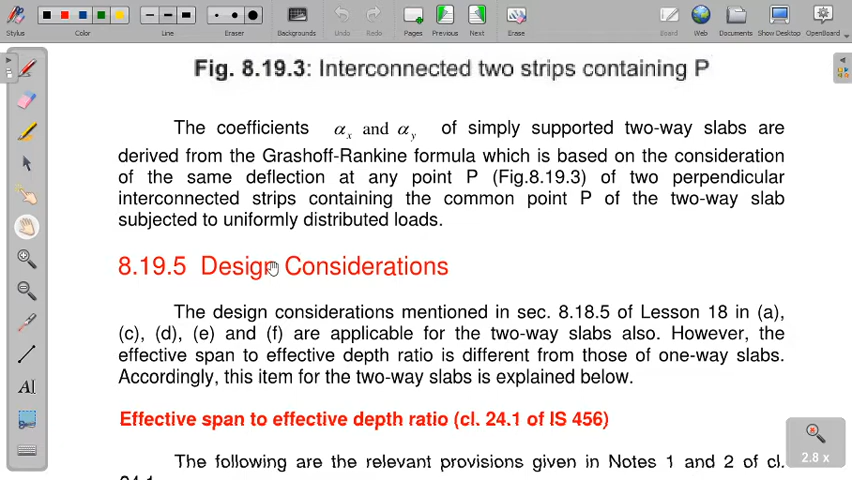 Stylus Color Line Eraser Backgrounds Undo Redo Pages Previous Next Erase Board Web Documents Show Desktop OpenBoard
Fig. 8.19.3: Interconnected two strips containing P
The coefficients αx and αy of simply supported two-way slabs are
derived from the Grashoff-Rankine formula which is based on the consideration
of the same deflection at any point P (Fig.8.19.3) of two perpendicular
interconnected strips containing the common point P of the two-way slab
subjected to uniformly distributed loads.
8.19.5 Design Considerations
The design considerations mentioned in sec. 8.18.5 of Lesson 18 in (a),
(c), (d), (e) and (f) are applicable for the two-way slabs also. However, the
effective span to effective depth ratio is different from those of one-way slabs.
Accordingly, this item for the two-way slabs is explained below.
Effective span to effective depth ratio (cl. 24.1 of IS 456)
The following are the relevant provisions given in Notes 1 and 2 of cl.
24.1
AI
2.8 x